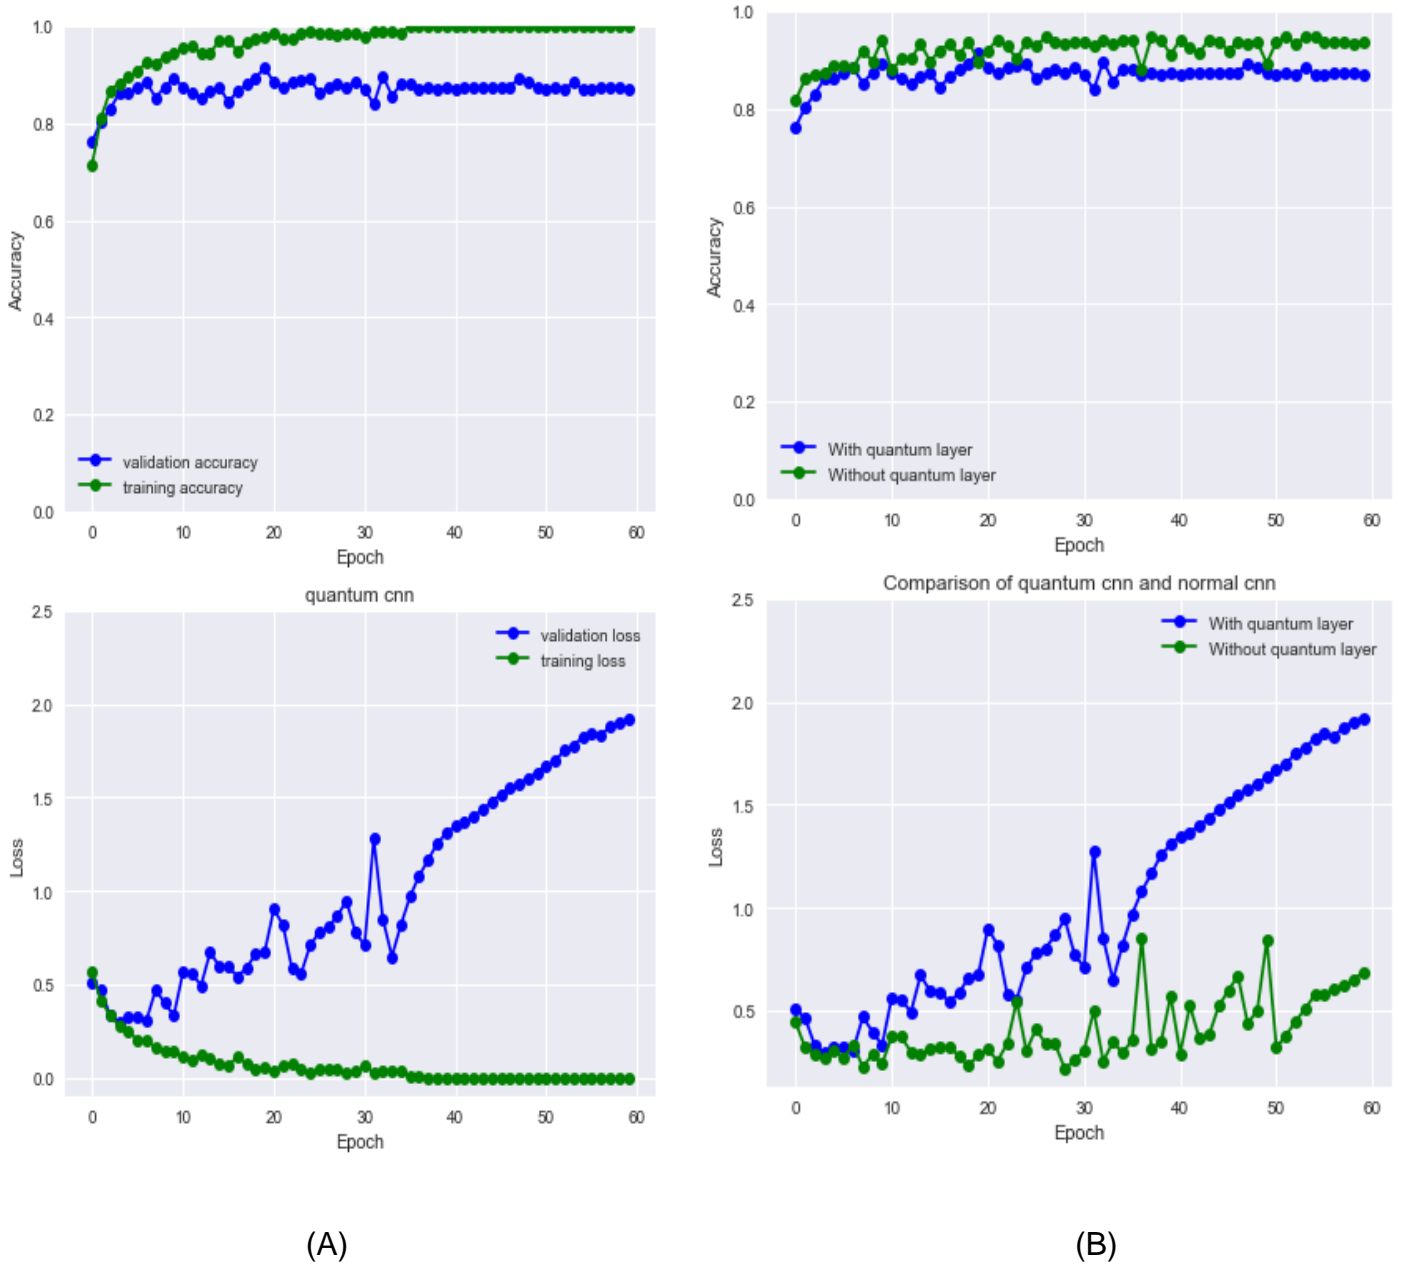 1.0
0.8
0.6
0.4
0.2
0.0
Accuracy
validation accuracy
training accuracy
0 10 20 30 40 50 60
Epoch
quantum cnn
2.5
2.0
1.5
1.0
0.5
0.0
Loss
validation loss
training loss
0 10 20 30 40 50 60
Epoch
(A)
1.0
0.8
0.6
0.4
0.2
0.0
Accuracy
With quantum layer
Without quantum layer
0 10 20 30 40 50 60
Epoch
Comparison of quantum cnn and normal cnn
2.5
2.0
1.5
1.0
0.5
Loss
With quantum layer
Without quantum layer
0 10 20 30 40 50 60
Epoch
(B)